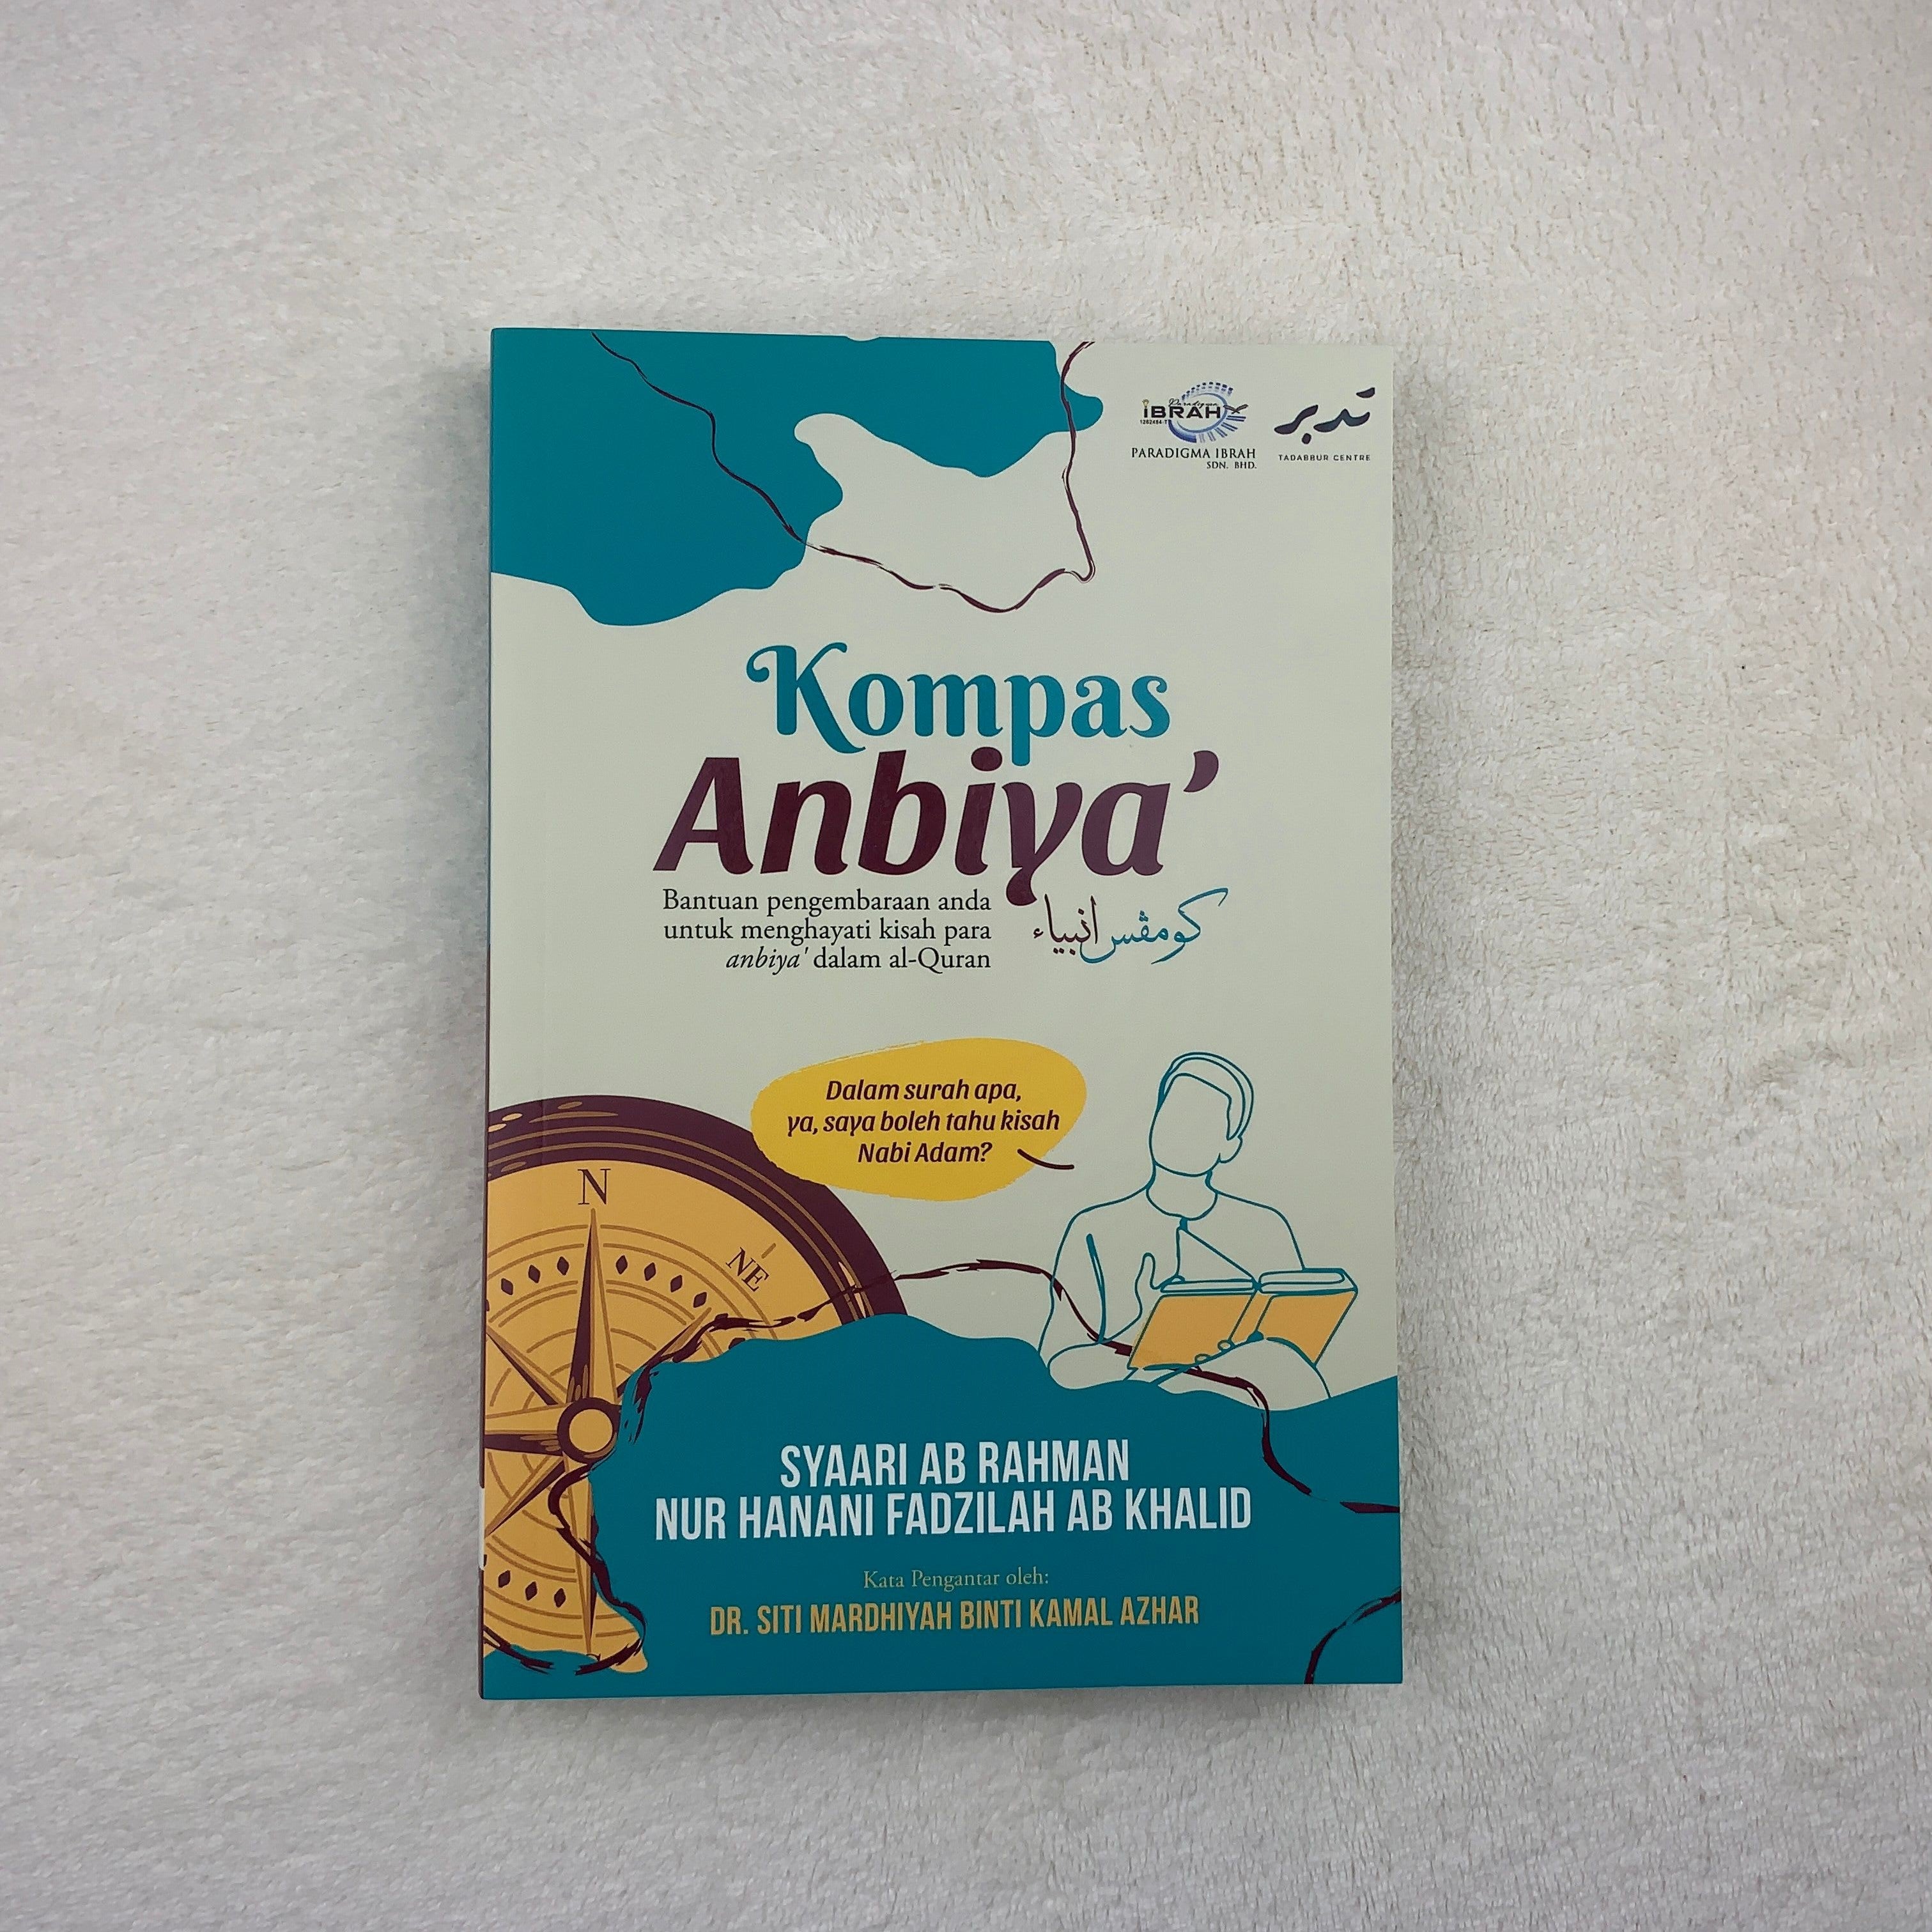 Paradigma
IBRAH
1262484-T
PARADIGMA IBRAH
SDN. BHD.
تدبر
TADABBUR CENTRE
Kompas
Anbiya'
Bantuan pengembaraan anda
untuk menghayati kisah para
anbiya' dalam al-Quran
كومڤس انبياء
Dalam surah apa,
ya, saya boleh tahu kisah
Nabi Adam?
N
NE
SYAARI AB RAHMAN
NUR HANANI FADZILAH AB KHALID
Kata Pengantar oleh:
DR. SITI MARDHIYAH BINTI KAMAL AZHAR